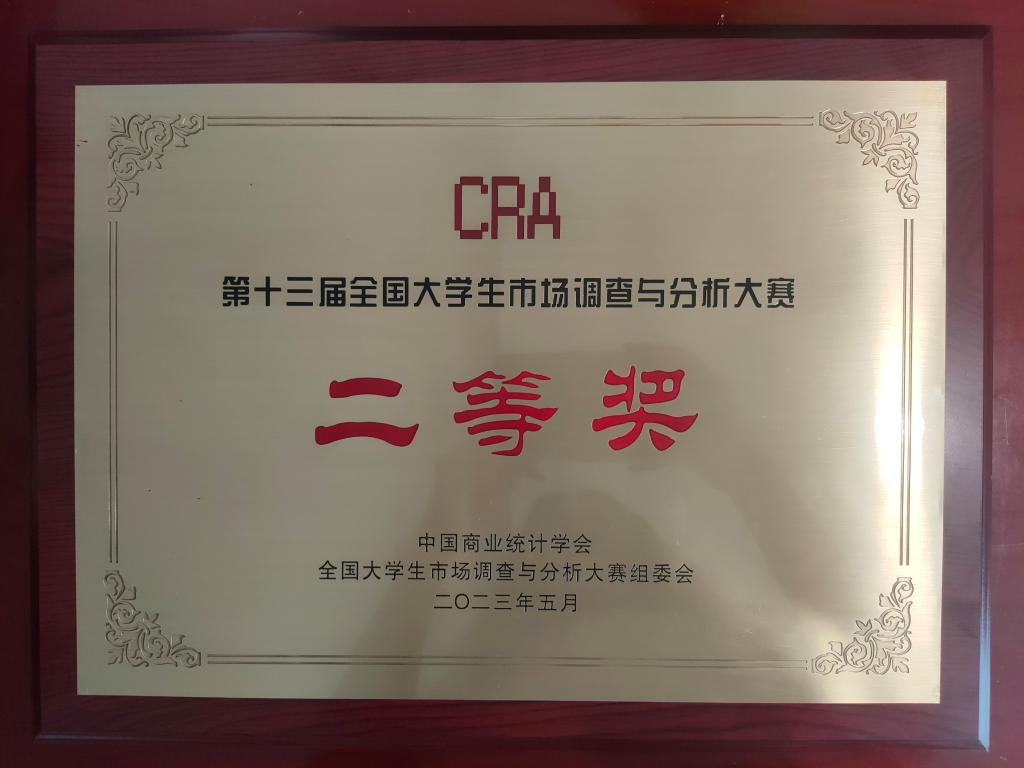 CRA
第十三届全国大学生市场调查与分析大赛
二等奖
中国商业统计学会
全国大学生市场调查与分析大赛组委会
二〇二三年五月